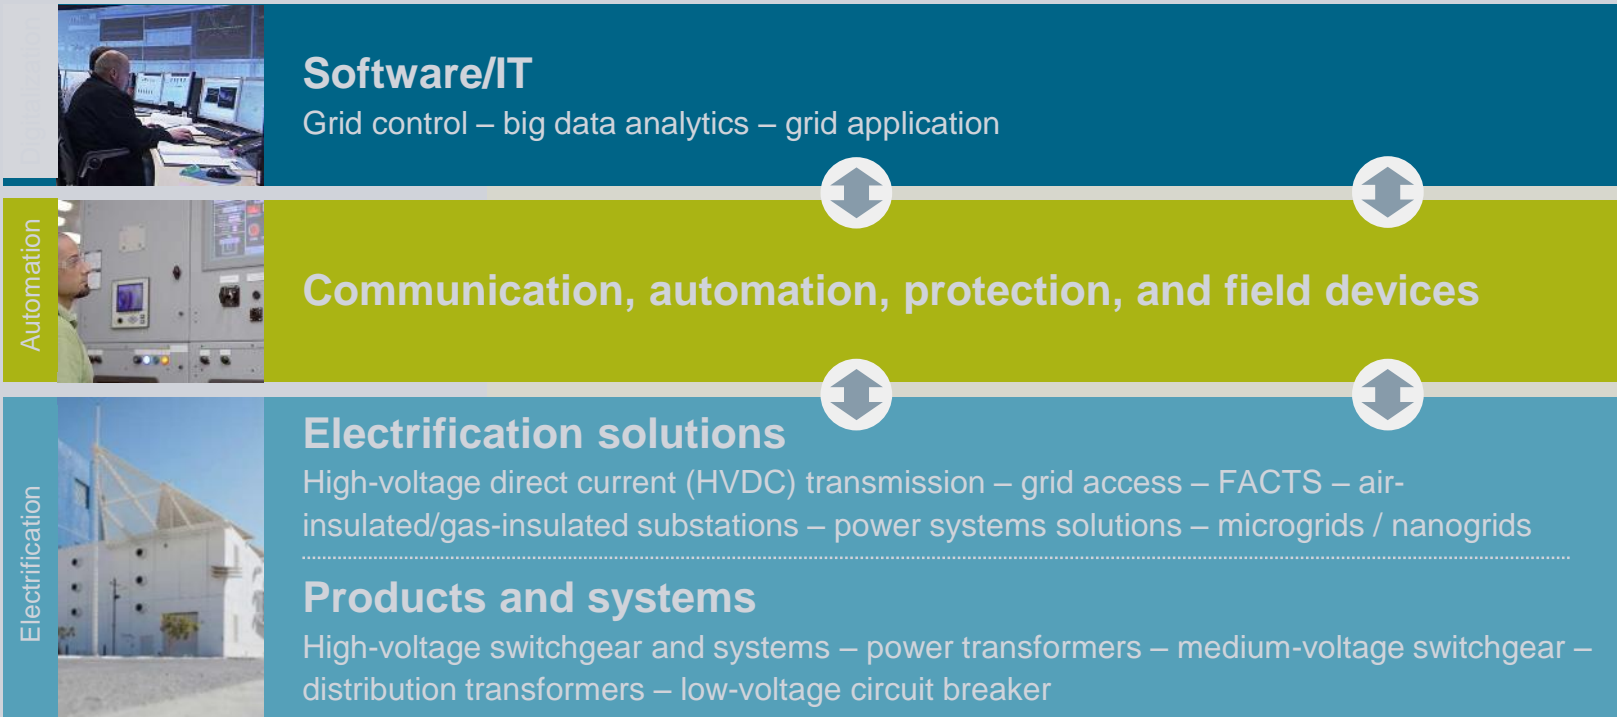 Digitalization
Software/IT
Grid control – big data analytics – grid application
Automation
Communication, automation, protection, and field devices
Electrification
Electrification solutions
High-voltage direct current (HVDC) transmission – grid access – FACTS – air-
insulated/gas-insulated substations – power systems solutions – microgrids / nanogrids
Products and systems
High-voltage switchgear and systems – power transformers – medium-voltage switchgear –
distribution transformers – low-voltage circuit breaker